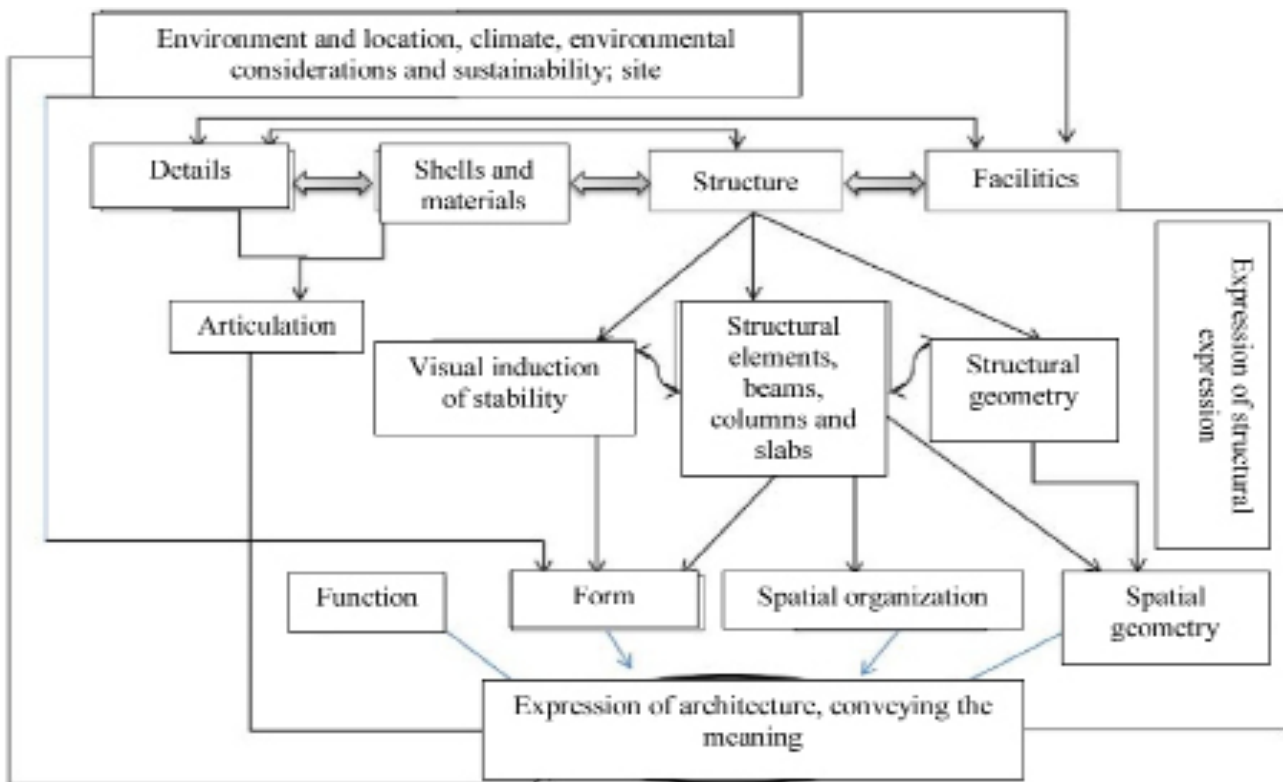 Environment and location, climate, environmental
considerations and sustainability; site
Details
Shells and
materials
Structure
Facilities
Expression of structural
expression
Articulation
Visual induction
of stability
Structural
elements,
beams,
columns and
slabs
Structural
geometry
Function
Form
Spatial organization
Spatial
geometry
Expression of architecture, conveying the
meaning